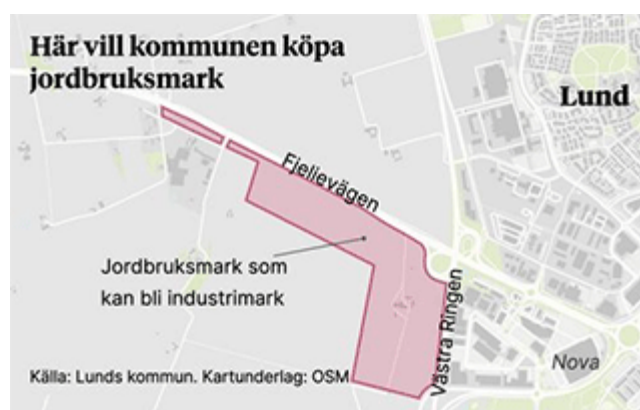 Här vill kommunen köpa
jordbruksmark
Lund
Fjelievägen
Jordbruksmark som
kan bli industrimark
Västra Ringen
Nova
Källa: Lunds kommun. Kartunderlag: OSM